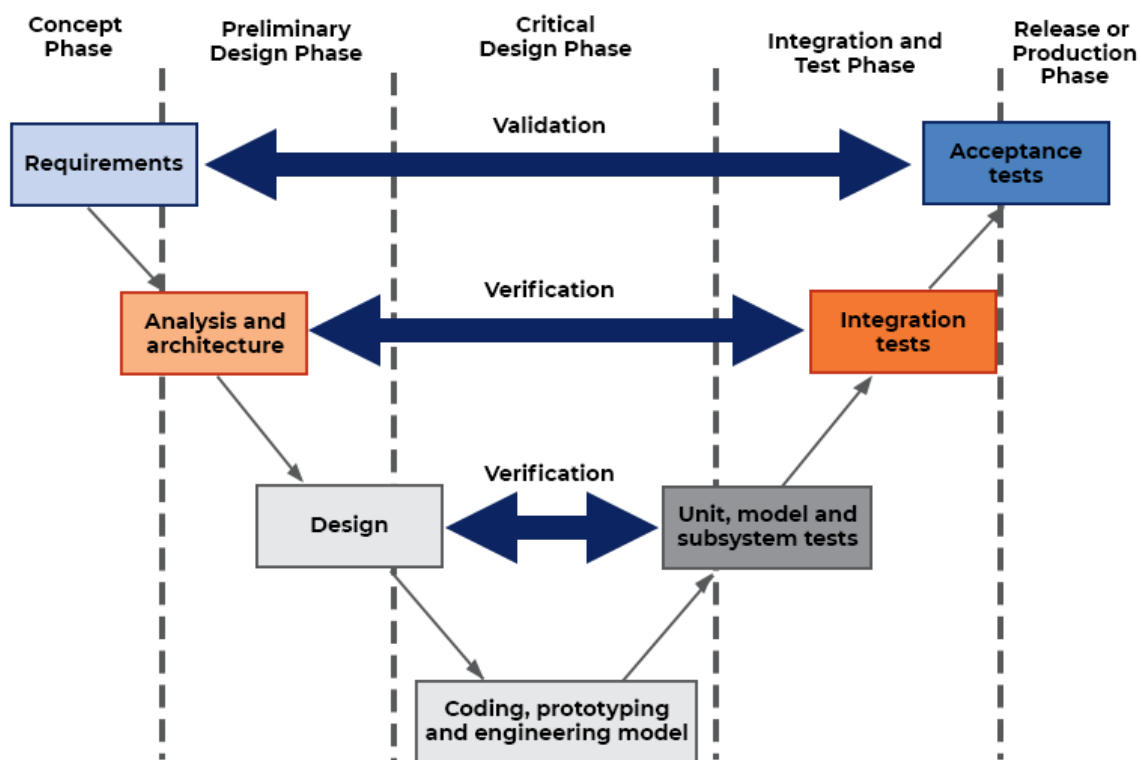 Concept
Phase
Preliminary
Design Phase
Critical
Design Phase
Integration and
Test Phase
Release or
Production
Phase
Validation
Requirements
Acceptance
tests
Verification
Analysis and
architecture
Integration
tests
Verification
Design
Unit, model and
subsystem tests
Coding, prototyping
and engineering model